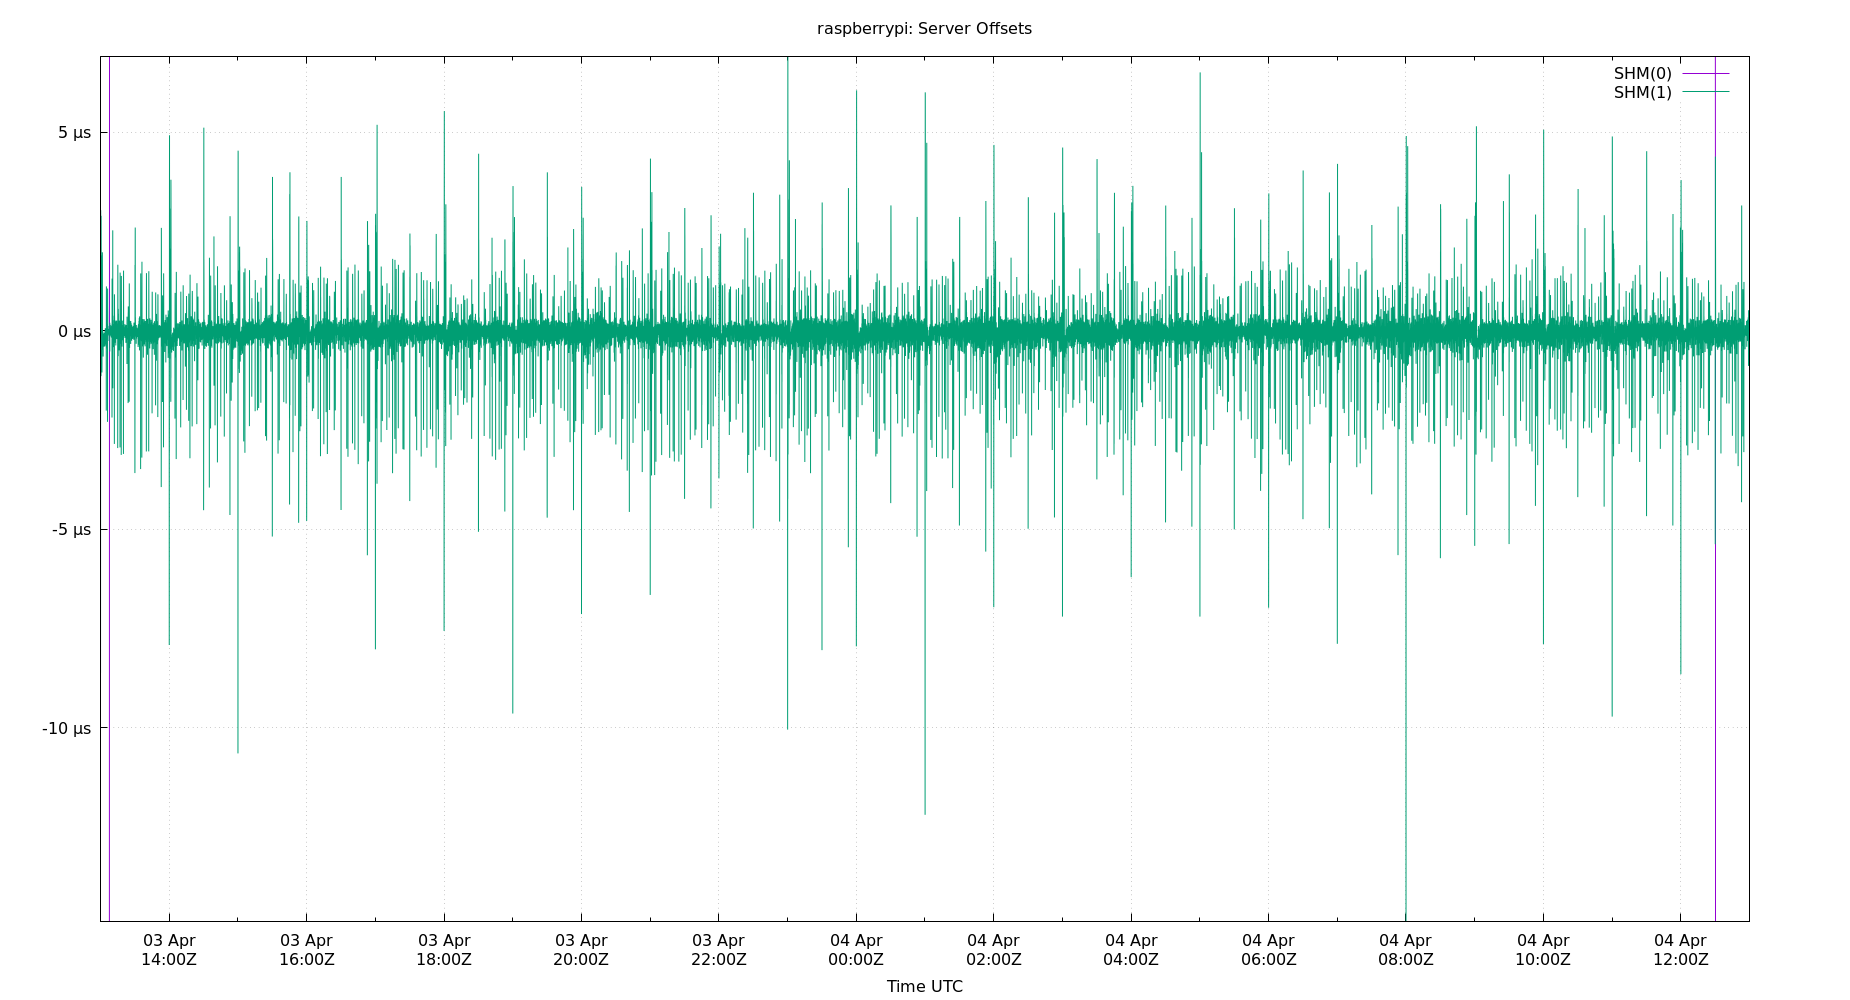 raspberrypi: Server Offsets
SHM(0)
SHM(1)
5 µs
0 µs
-5 µs
-10 µs
03 Apr 03 Apr 03 Apr 03 Apr 03 Apr 04 Apr 04 Apr 04 Apr 04 Apr 04 Apr 04 Apr 04 Apr
14:00Z 16:00Z 18:00Z 20:00Z 22:00Z 00:00Z 02:00Z 04:00Z 06:00Z 08:00Z 10:00Z 12:00Z
Time UTC